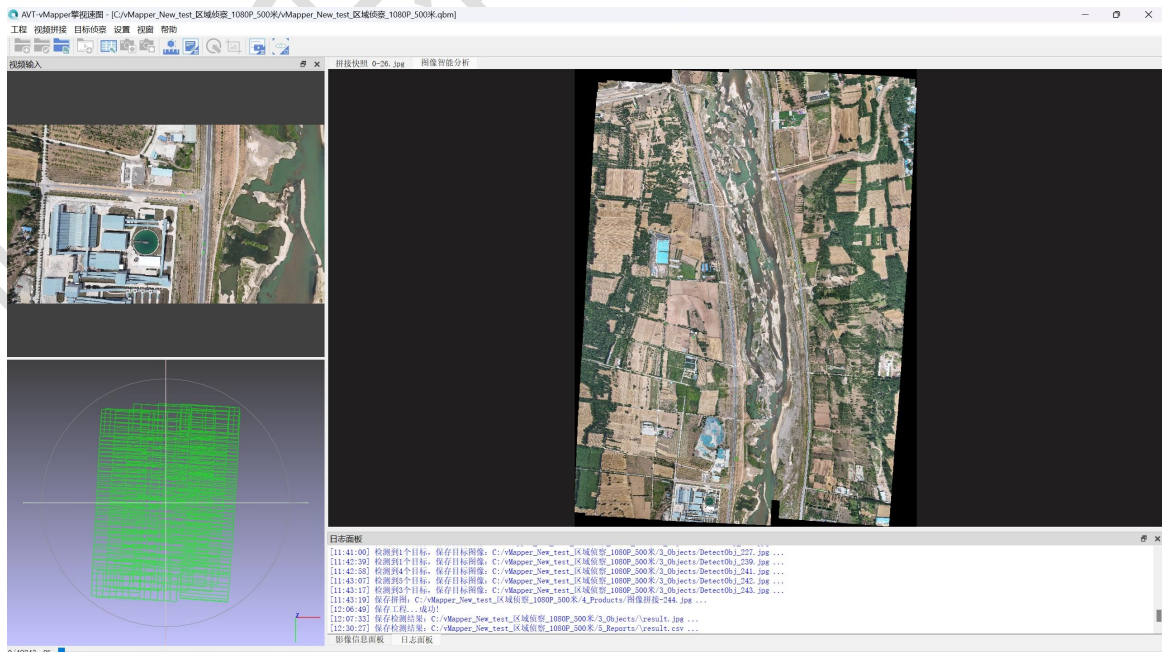 AVT-vMapper擎视速图 - [C:/vMapper_New_test_区域侦察_1080P_500米/vMapper_New_test_区域侦察_1080P_500米.qbm]
工程 视频拼接 目标侦察 设置 视窗 帮助
视频输入
拼接快照 0-26.jpg 图像智能分析
Z
日志面板
[11:41:00] 检测到1个目标，保存目标图像：C:/vMapper_New_test_区域侦察_1080P_500米/3_Objects/DetectObj_227.jpg ...
[11:42:39] 检测到1个目标，保存目标图像：C:/vMapper_New_test_区域侦察_1080P_500米/3_Objects/DetectObj_239.jpg ...
[11:42:58] 检测到4个目标，保存目标图像：C:/vMapper_New_test_区域侦察_1080P_500米/3_Objects/DetectObj_241.jpg ...
[11:43:07] 检测到5个目标，保存目标图像：C:/vMapper_New_test_区域侦察_1080P_500米/3_Objects/DetectObj_242.jpg ...
[11:43:17] 检测到3个目标，保存目标图像：C:/vMapper_New_test_区域侦察_1080P_500米/3_Objects/DetectObj_243.jpg ...
[11:43:19] 保存拼图：C:/vMapper_New_test_区域侦察_1080P_500米/4_Products/图像拼接-244.jpg ...
[12:06:49] 保存工程...成功!
[12:07:33] 保存检测结果：C:/vMapper_New_test_区域侦察_1080P_500米/3_Objects/\result.jpg ...
[12:30:27] 保存检测结果：C:/vMapper_New_test_区域侦察_1080P_500米/5_Reports/\result.csv ...
影像信息面板 日志面板